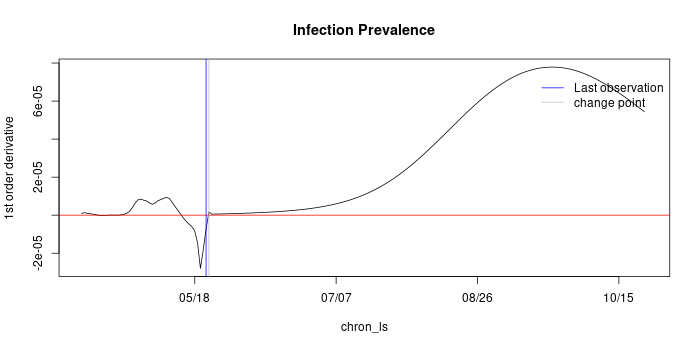 Infection Prevalence
1st order derivative
6e-05
2e-05
-2e-05
Last observation
change point
05/18
07/07
08/26
10/15
chron_ls